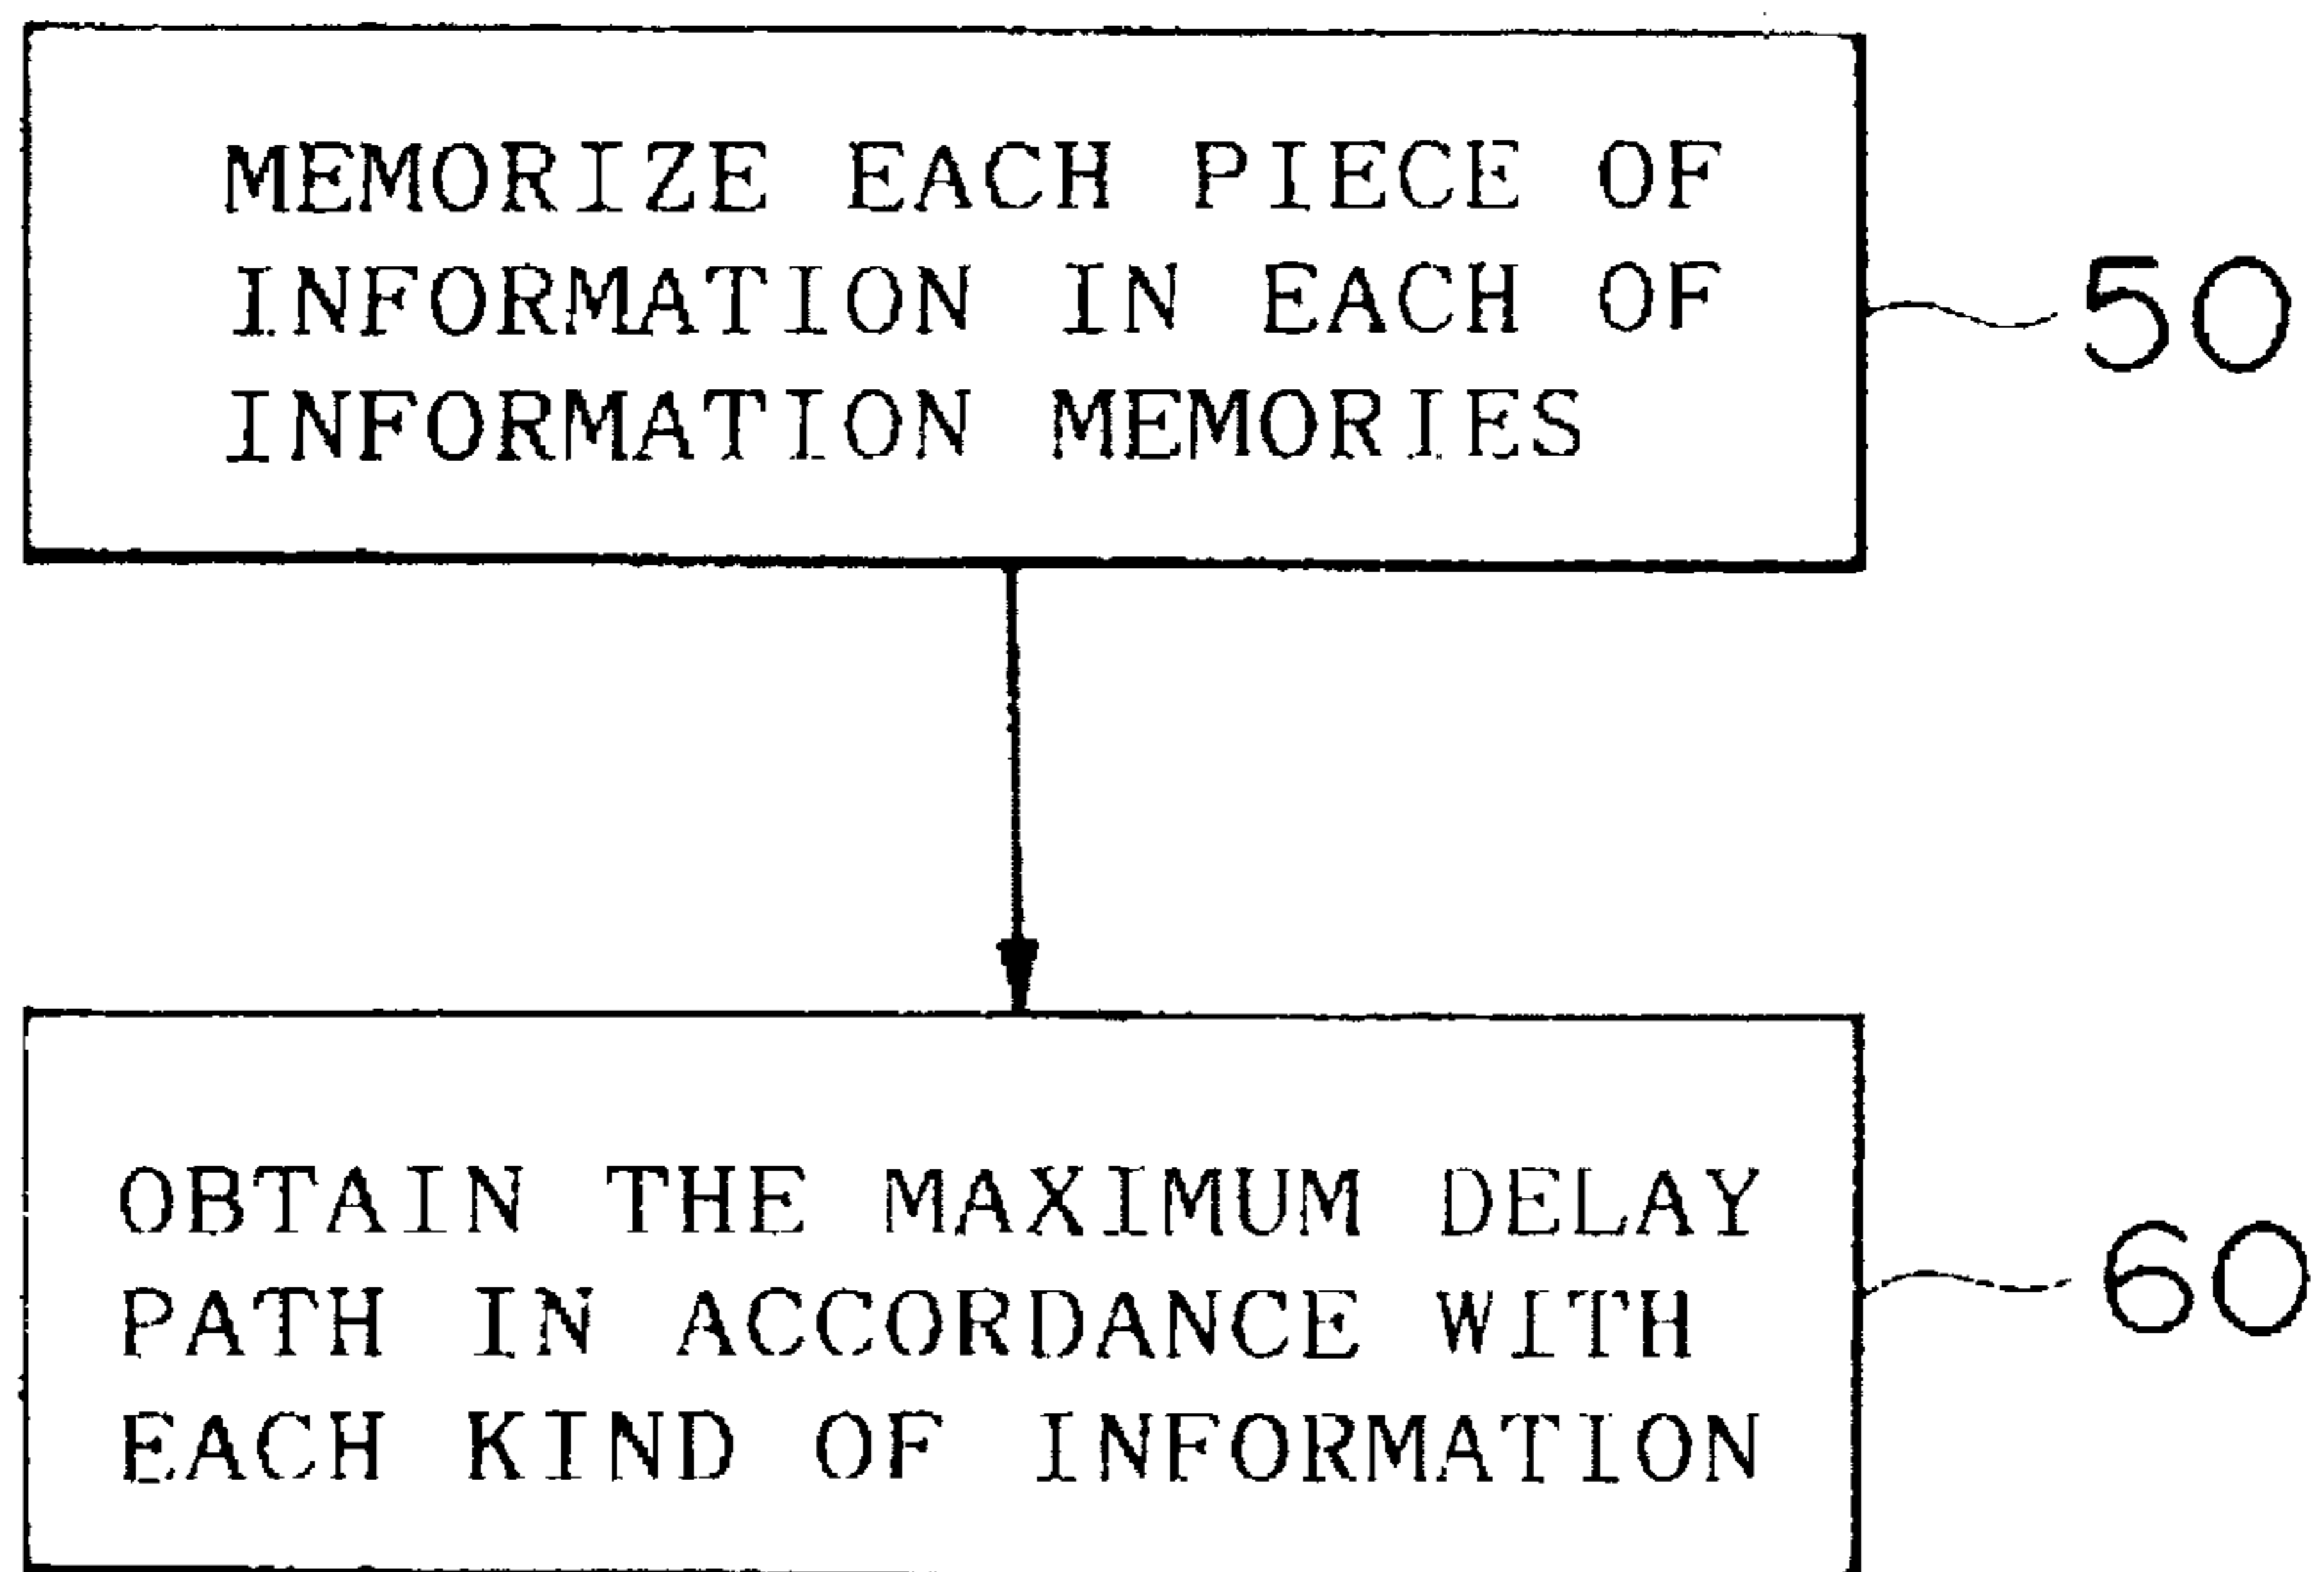 MEMORIZE EACH PIECE OF
INFORMATION IN EACH OF
INFORMATION MEMORIES
50
OBTAIN THE MAXIMUM DELAY
PATH IN ACCORDANCE WITH
EACH KIND OF INFORMATION
60